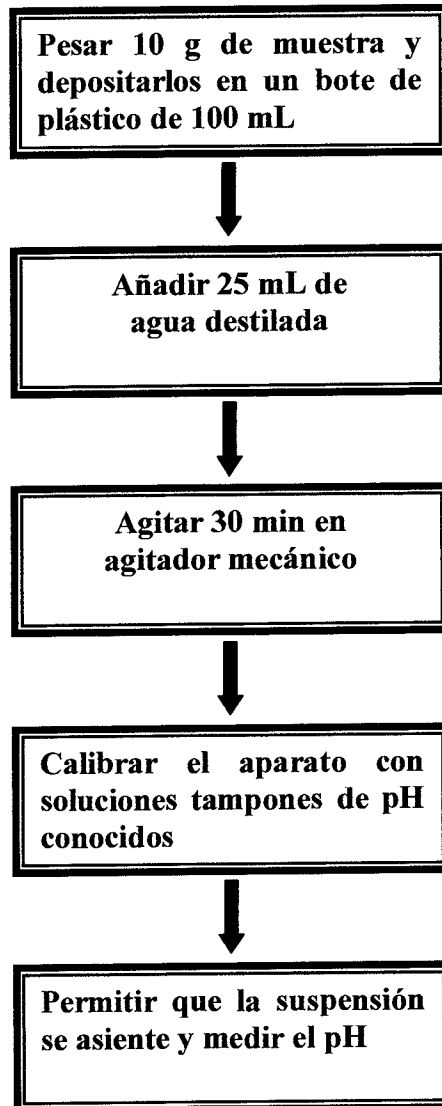 Pesar 10 g de muestra y
depositarlos en un bote de
plástico de 100 mL
Añadir 25 mL de
agua destilada
Agitar 30 min en
agitador mecánico
Calibrar el aparato con
soluciones tampones de pH
conocidos
Permitir que la suspensión
se asiente y medir el pH